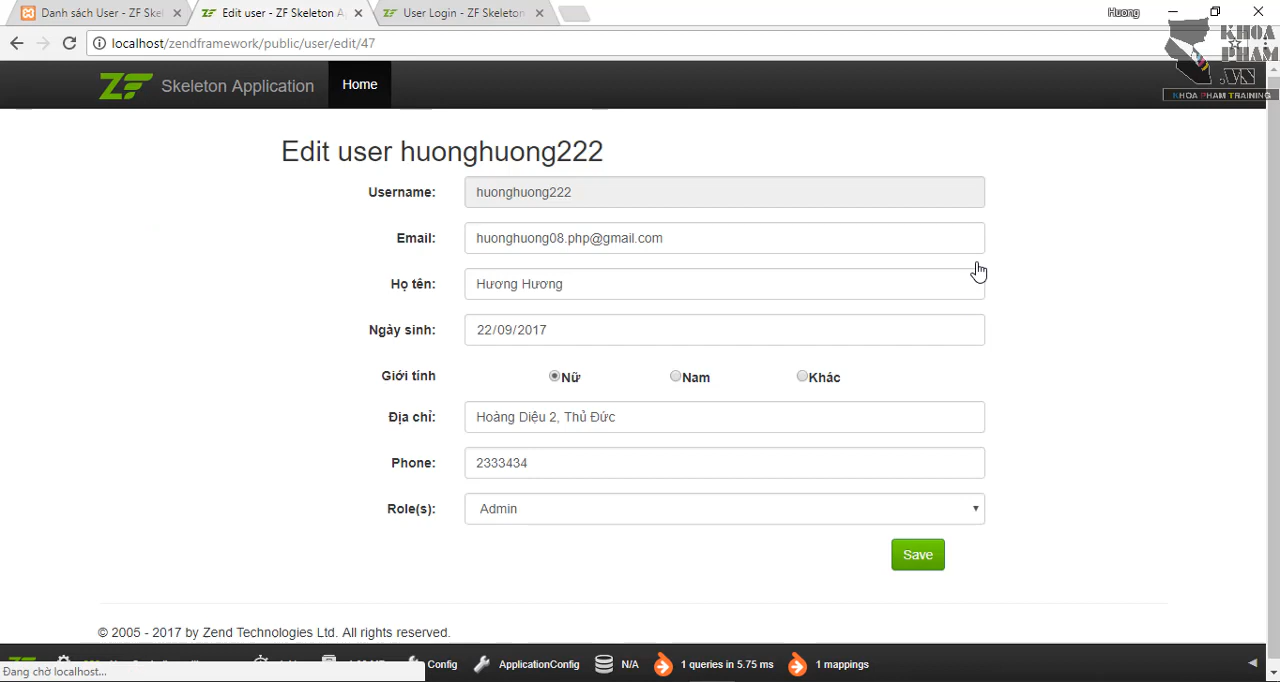 Danh sách User - ZF Ske
Edit user - ZF Skeleton A
User Login - ZF Skeleton
Huong
localhost/zendframework/public/user/edit/47
KHOA
PHẠM
.VN
KHOA PHAM TRAINING
ZF Skeleton Application
Home
Edit user huonghuong222
Username: huonghuong222
Email: huonghuong08.php@gmail.com
Họ tên: Hương Hương
Ngày sinh: 22/09/2017
Giới tính Nữ Nam Khác
Địa chỉ: Hoàng Diệu 2, Thủ Đức
Phone: 2333434
Role(s): Admin
Save
© 2005 - 2017 by Zend Technologies Ltd. All rights reserved.
Config ApplicationConfig N/A 1 queries in 5.75 ms 1 mappings
Đang chờ localhost...